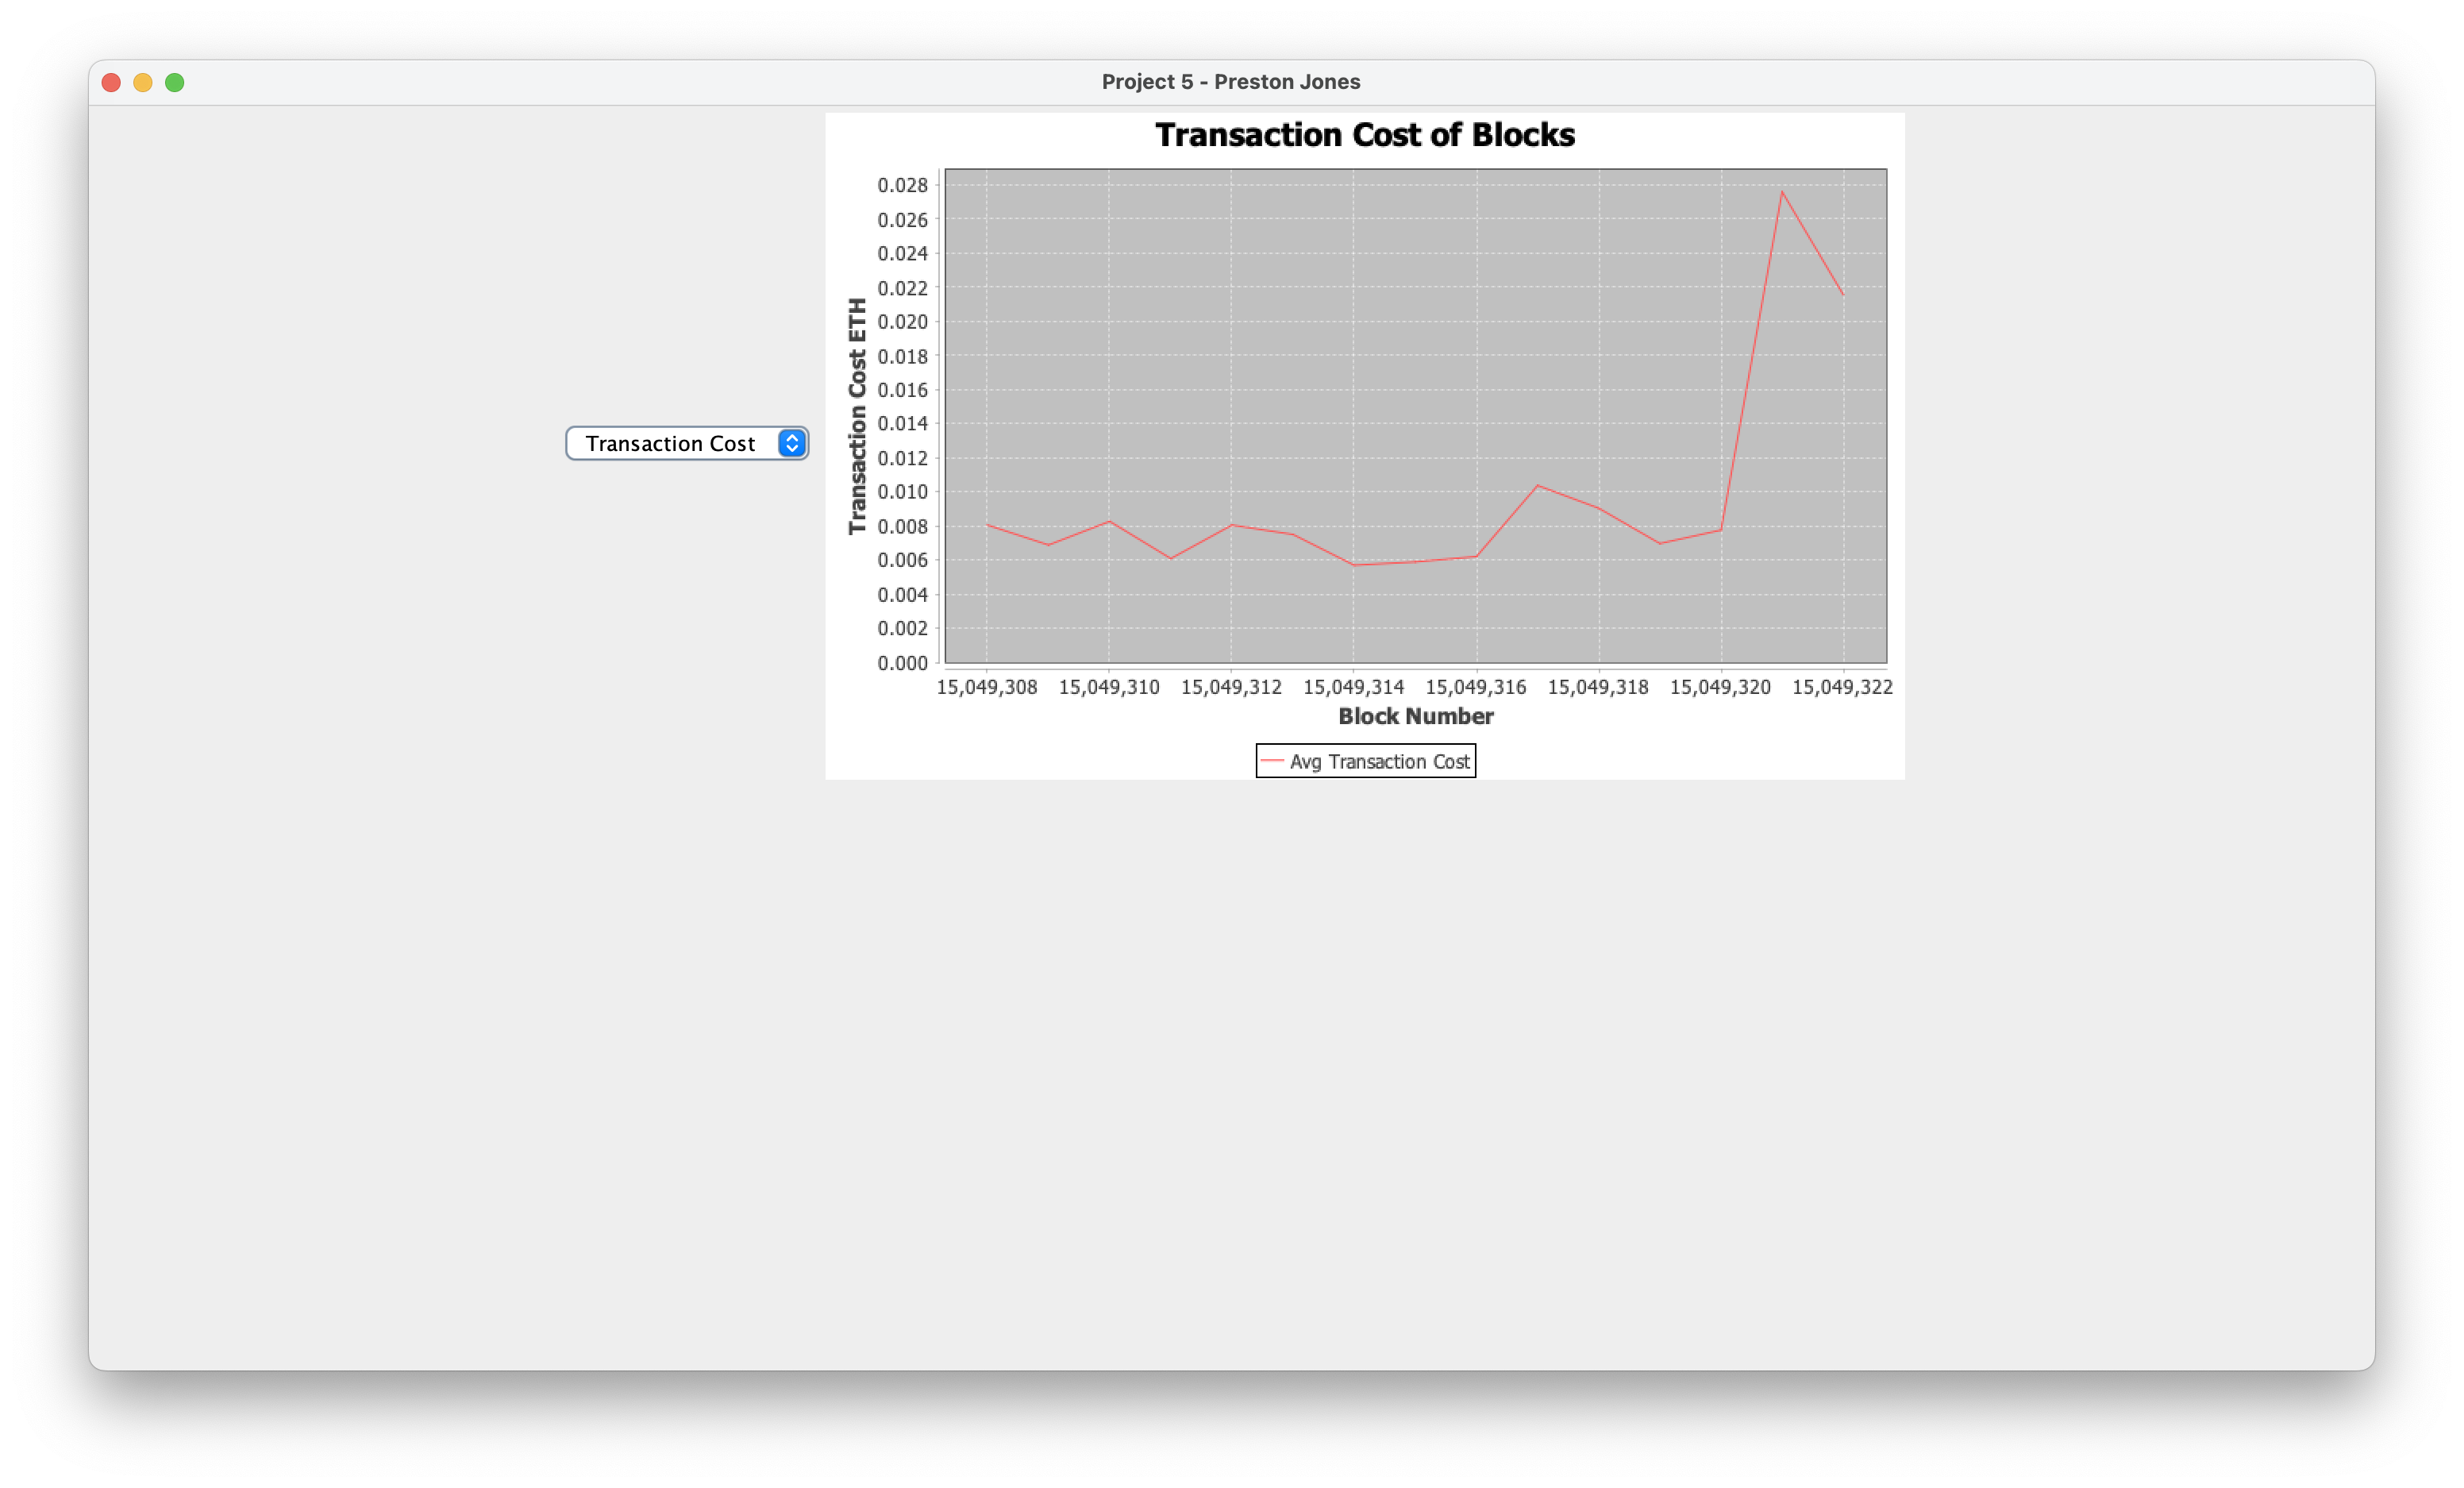 Project 5 - Preston Jones
Transaction Cost
Transaction Cost of Blocks
Transaction Cost ETH
0.028
0.026
0.024
0.022
0.020
0.018
0.016
0.014
0.012
0.010
0.008
0.006
0.004
0.002
0.000
15,049,308 15,049,310 15,049,312 15,049,314 15,049,316 15,049,318 15,049,320 15,049,322
Block Number
Avg Transaction Cost